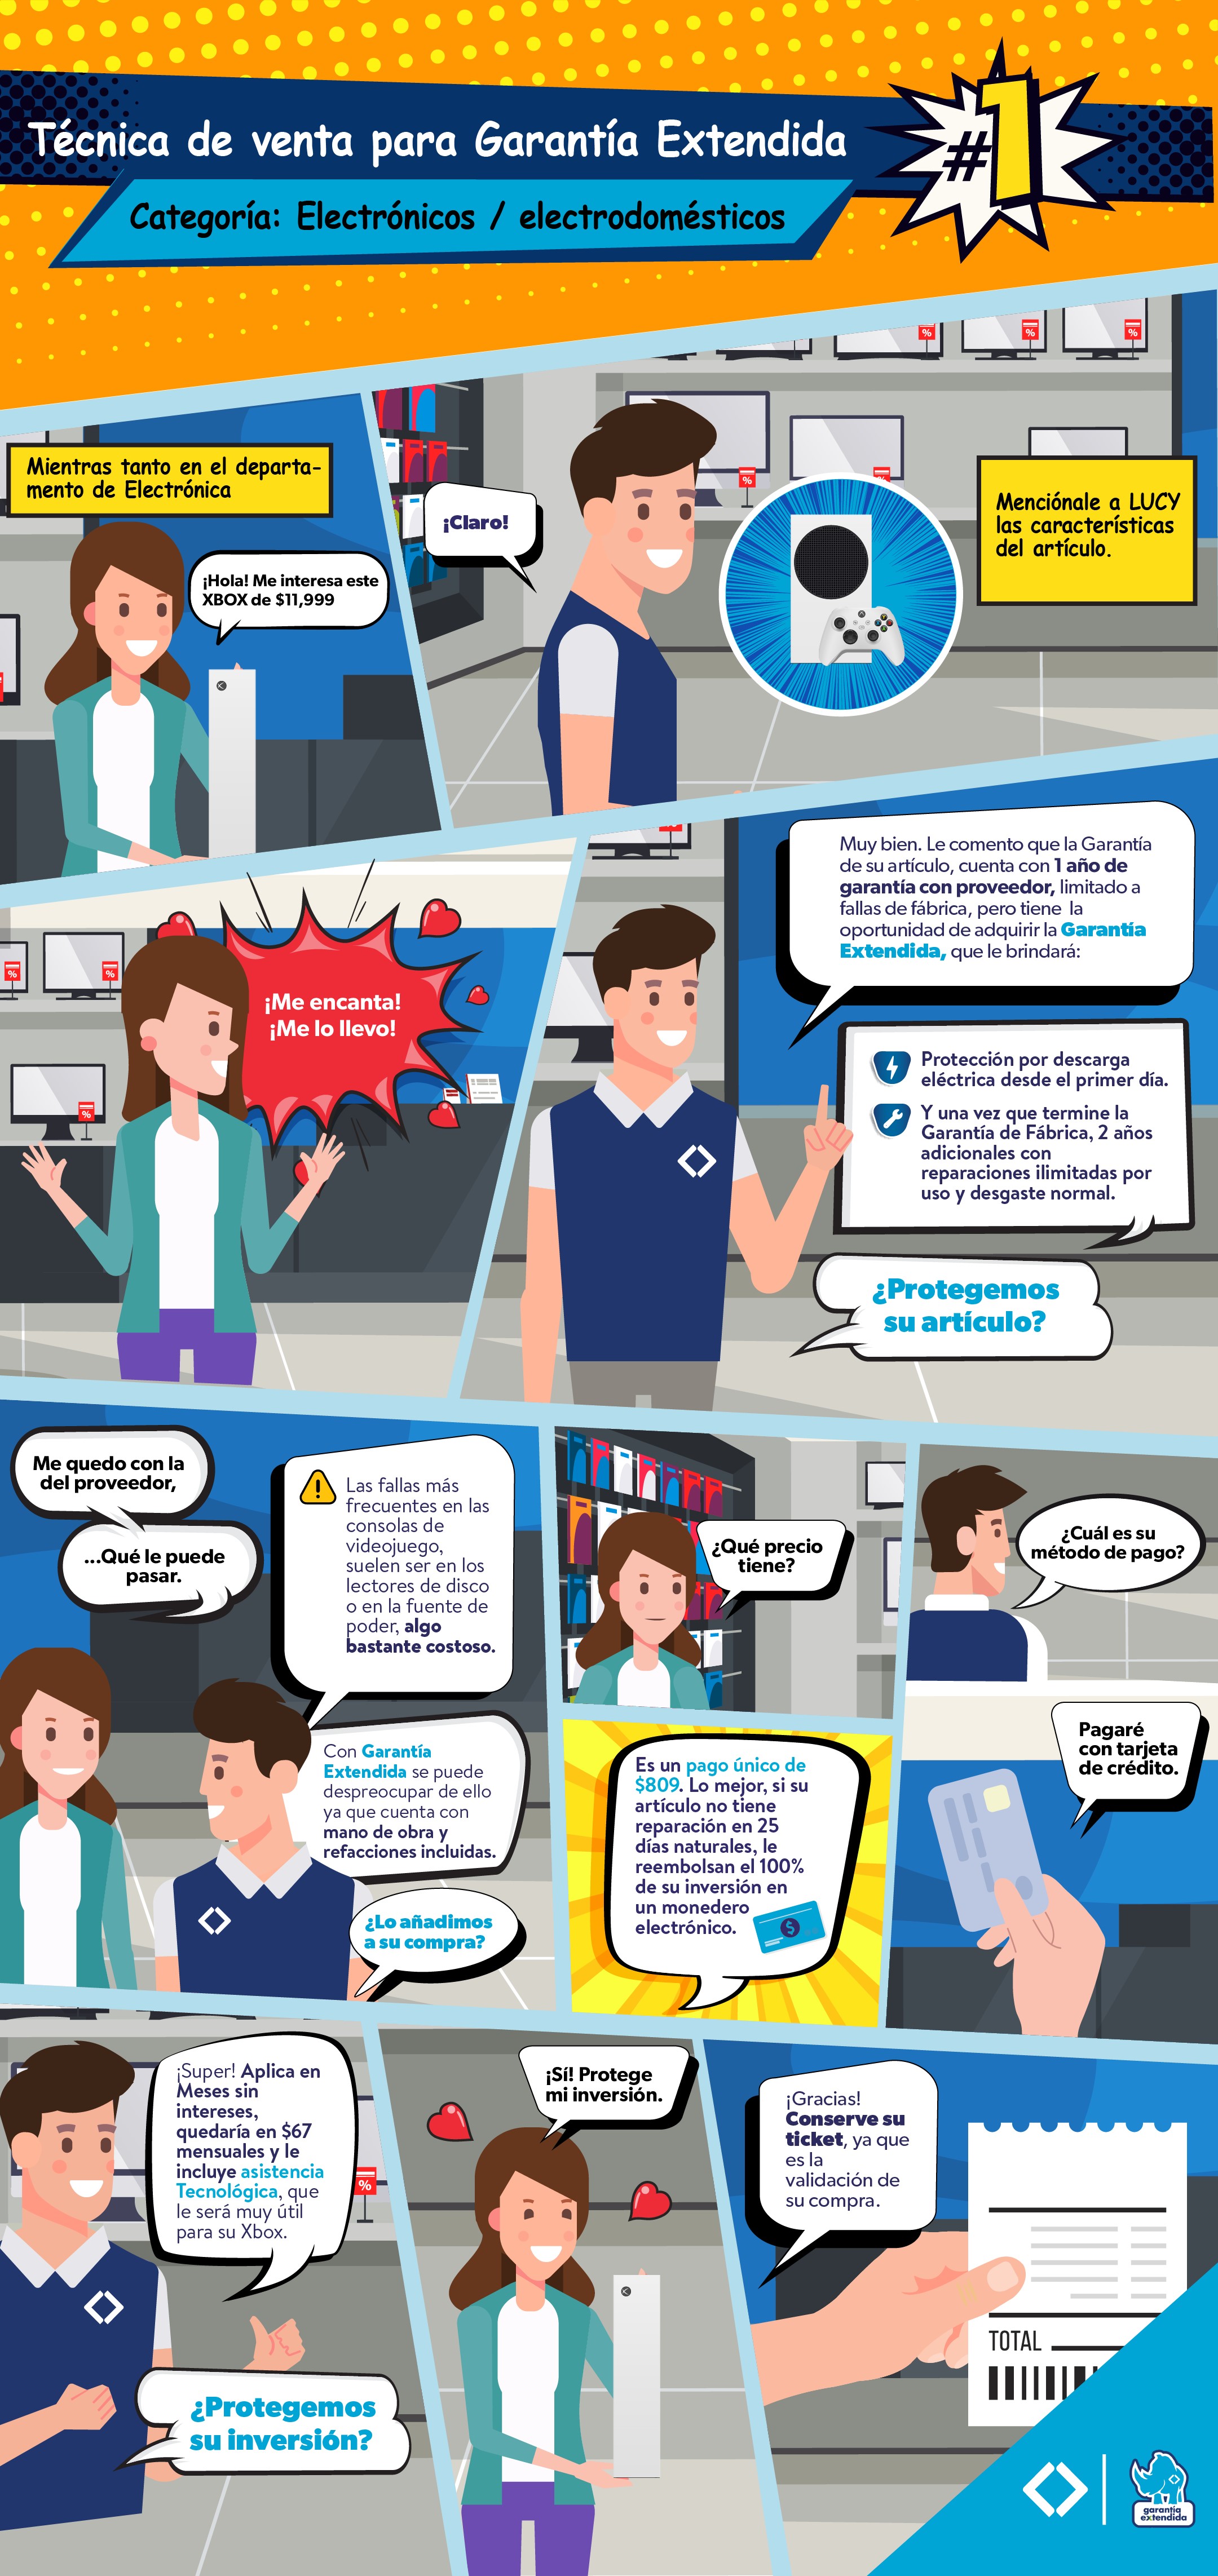 Técnica de venta para Garantía Extendida
#1
Categoría: Electrónicos / electrodomésticos
Mientras tanto en el departa-
mento de Electrónica
¡Hola! Me interesa este
XBOX de $11,999
¡Claro!
%
%
%
%
%
Menciónale a LUCY
las características
del artículo.
¡Me encanta!
¡Me lo llevo!
%
%
%
Muy bien. Le comento que la Garantía
de su artículo, cuenta con 1 año de
garantía con proveedor, limitado a
fallas de fábrica, pero tiene la
oportunidad de adquirir la Garantía
Extendida, que le brindará:
Protección por descarga
eléctrica desde el primer día.
Y una vez que termine la
Garantía de Fábrica, 2 años
adicionales con
reparaciones ilimitadas por
uso y desgaste normal.
¿Protegemos
su artículo?
Me quedo con la
del proveedor,
...Qué le puede
pasar.
Las fallas más
frecuentes en las
consolas de
videojuego,
suelen ser en los
lectores de disco
o en la fuente de
poder, algo
bastante costoso.
Con Garantía
Extendida se puede
despreocupar de ello
ya que cuenta con
mano de obra y
refacciones incluidas.
¿Lo añadimos
a su compra?
¿Qué precio
tiene?
Es un pago único de
$809. Lo mejor, si su
artículo no tiene
reparación en 25
días naturales, le
reembolsan el 100%
de su inversión en
un monedero
electrónico.
$
¿Cuál es su
método de pago?
Pagaré
con tarjeta
de crédito.
¡Super! Aplica en
Meses sin
intereses,
quedaría en $67
mensuales y le
incluye asistencia
Tecnológica, que
le será muy útil
para su Xbox.
%
¿Protegemos
su inversión?
¡Sí! Protege
mi inversión.
¡Gracias!
Conserve su
ticket, ya que
es la
validación de
su compra.
TOTAL
garantía
extendida